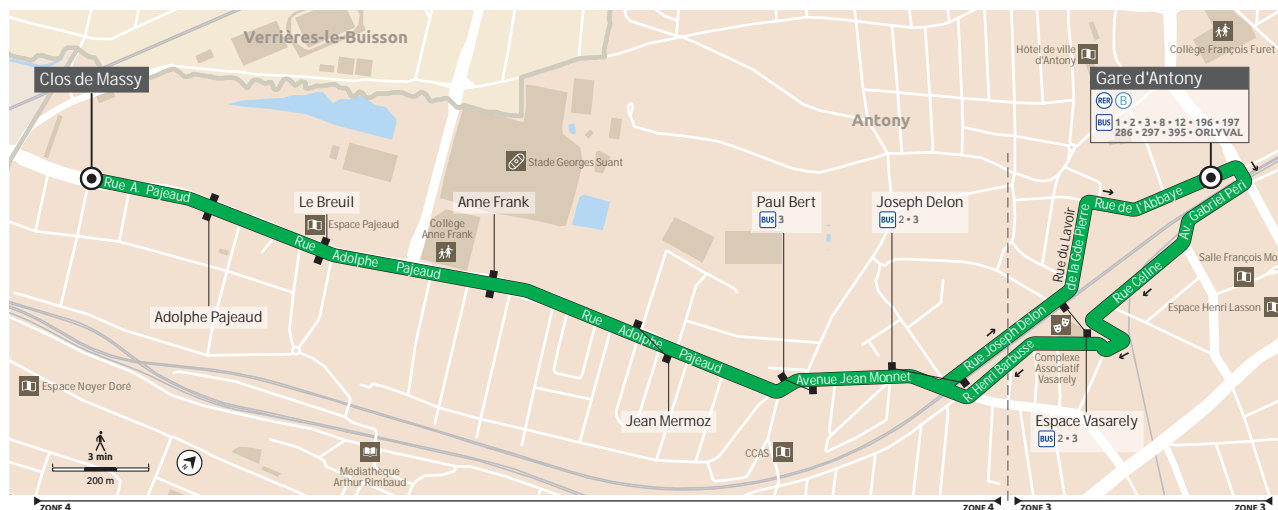 Verrières-le-Buisson
Clos de Massy
Hôtel de ville
d'Antony
Collège François Furet
Gare d'Antony
RER B
BUS 1 • 2 • 3 • 8 • 12 • 196 • 197
286 • 297 • 395 • ORLYVAL
Antony
Stade Georges Suant
Rue A. Pajeaud
Le Breuil
Espace Pajeaud
Anne Frank
Collège
Anne Frank
Paul Bert
BUS 3
Joseph Delon
BUS 2 • 3
Rue de l'Abbaye
Av. Gabriel Péri
Rue du Lavoir
de la Gde Pierre
Rue Céline
Salle François Mo
Espace Henri Lasson
Rue Adolphe Pajeaud
Adolphe Pajeaud
Rue Adolphe Pajeaud
Rue Joseph Delon
R. Henri Barbusse
Complexe
Associatif
Vasarely
Avenue Jean Monnet
Espace Noyer Doré
Jean Mermoz
Espace Vasarely
BUS 2 • 3
CCAS
3 min
200 m
Médiathèque
Arthur Rimbaud
ZONE 4
ZONE 4
ZONE 3
ZONE 3